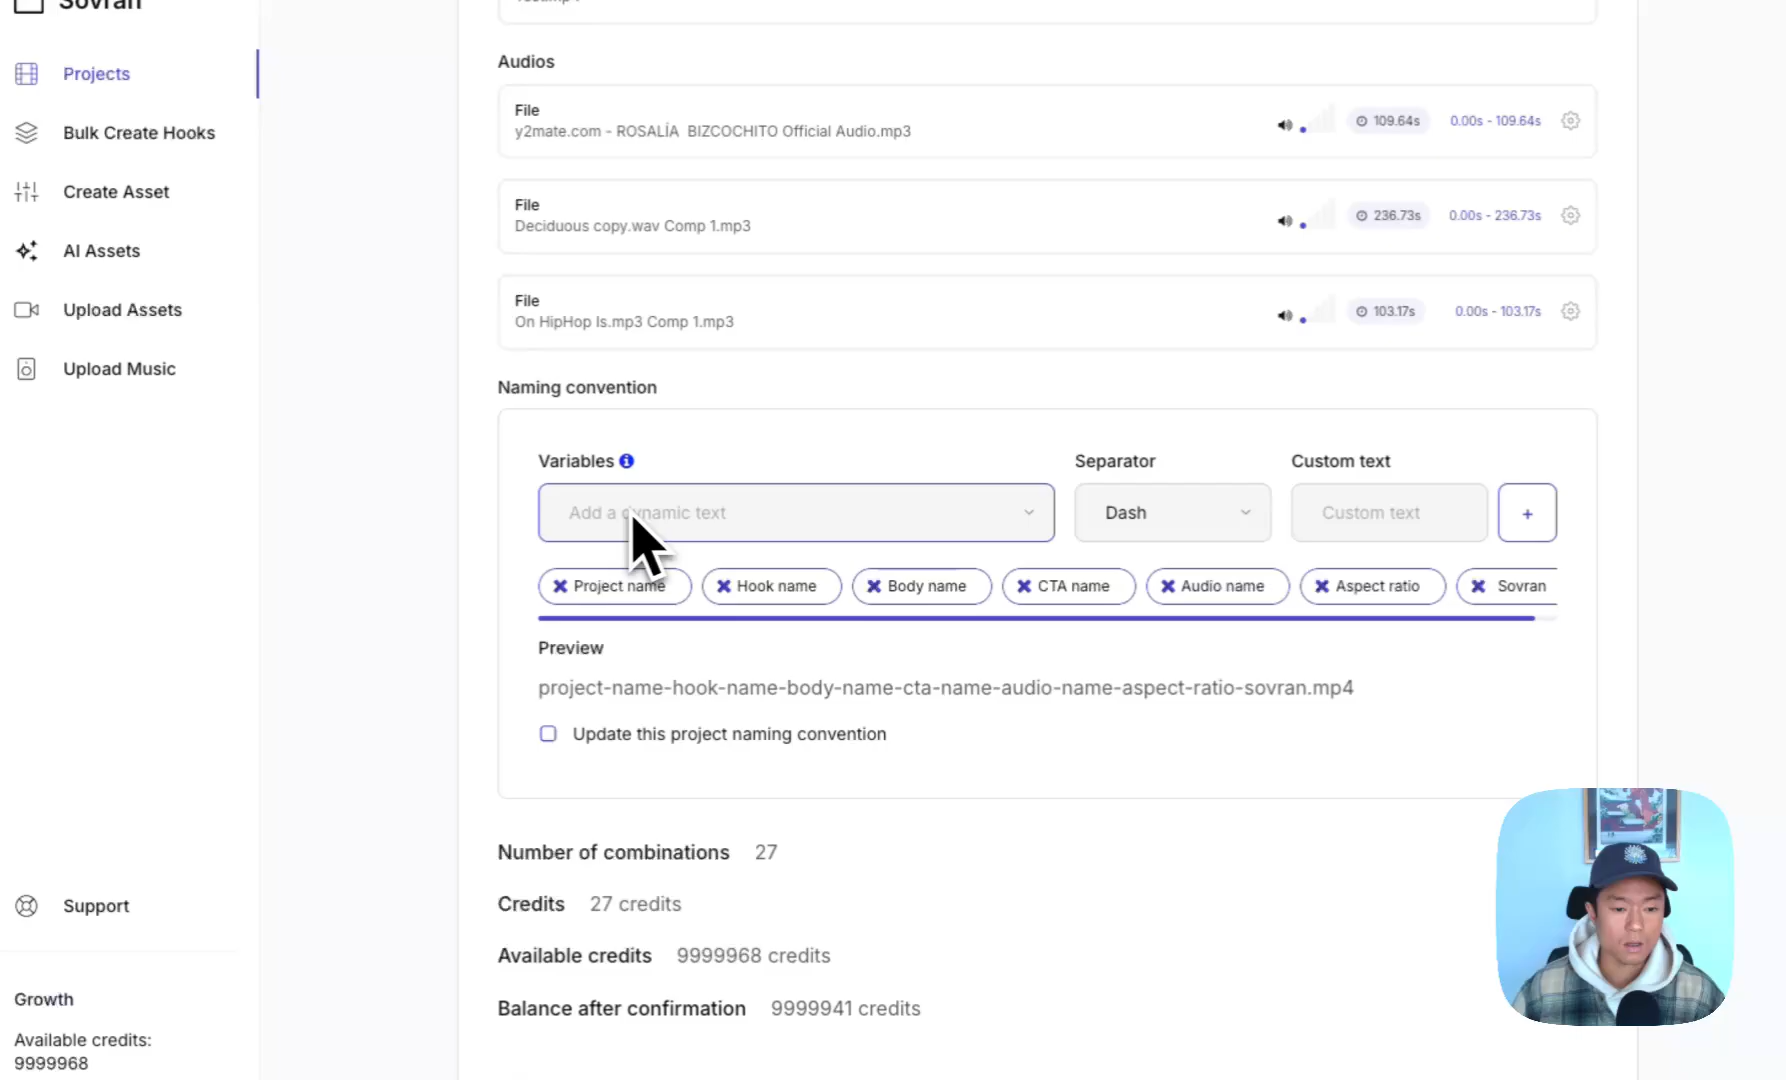 Sovran
Projects
Bulk Create Hooks
Create Asset
AI Assets
Upload Assets
Upload Music
Support
Growth
Available credits:
9999968
Audios
File
y2mate.com - ROSALÍA BIZCOCHITO Official Audio.mp3
109.64s
0.00s - 109.64s
File
Deciduous copy.wav Comp 1.mp3
236.73s
0.00s - 236.73s
File
On HipHop Is.mp3 Comp 1.mp3
103.17s
0.00s - 103.17s
Naming convention
Variables
Separator
Custom text
Add a dynamic text
Dash
Custom text
+
Project name
Hook name
Body name
CTA name
Audio name
Aspect ratio
Sovran
Preview
project-name-hook-name-body-name-cta-name-audio-name-aspect-ratio-sovran.mp4
Update this project naming convention
Number of combinations 27
Credits 27 credits
Available credits 9999968 credits
Balance after confirmation 9999941 credits